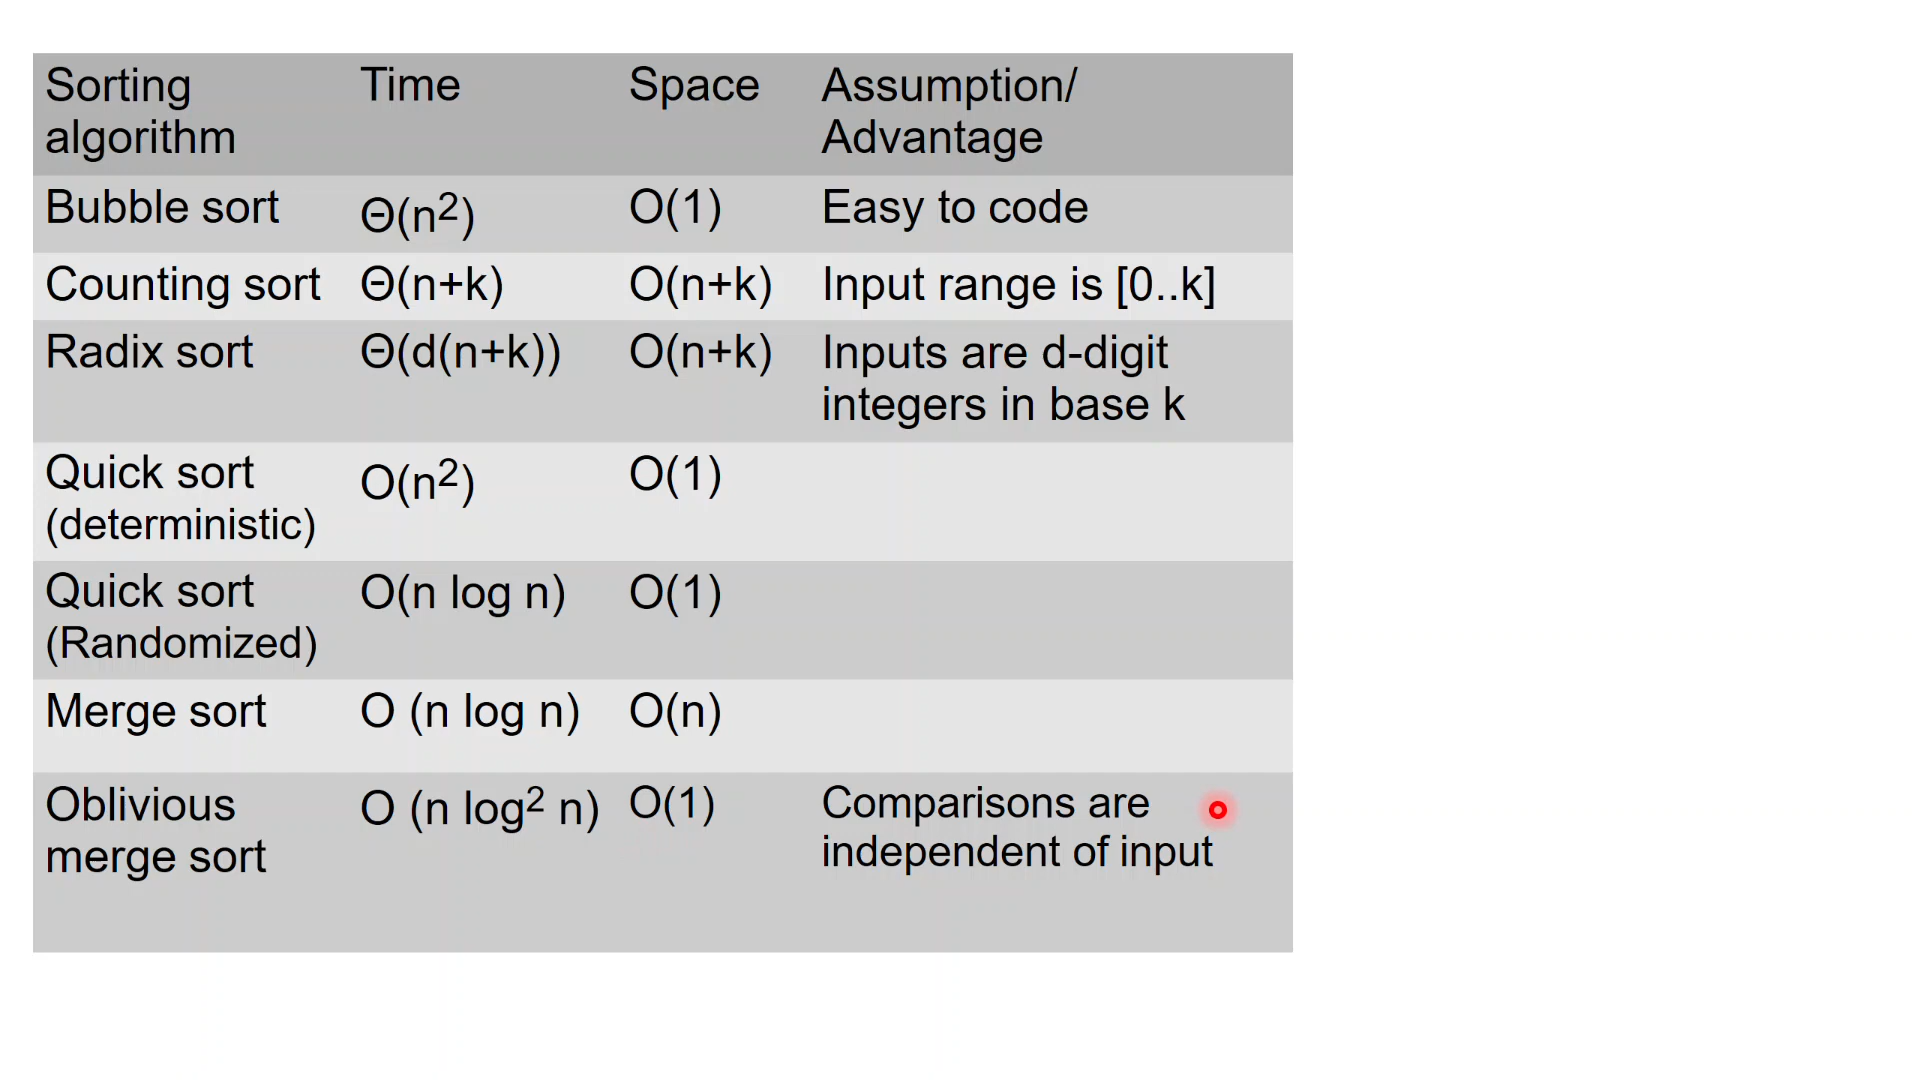 Sorting algorithm Time Space Assumption/ Advantage
Bubble sort Θ(n²) O(1) Easy to code
Counting sort Θ(n+k) O(n+k) Input range is [0..k]
Radix sort Θ(d(n+k)) O(n+k) Inputs are d-digit integers in base k
Quick sort (deterministic) O(n²) O(1)
Quick sort (Randomized) O(n log n) O(1)
Merge sort O (n log n) O(n)
Oblivious merge sort O (n log² n) O(1) Comparisons are independent of input